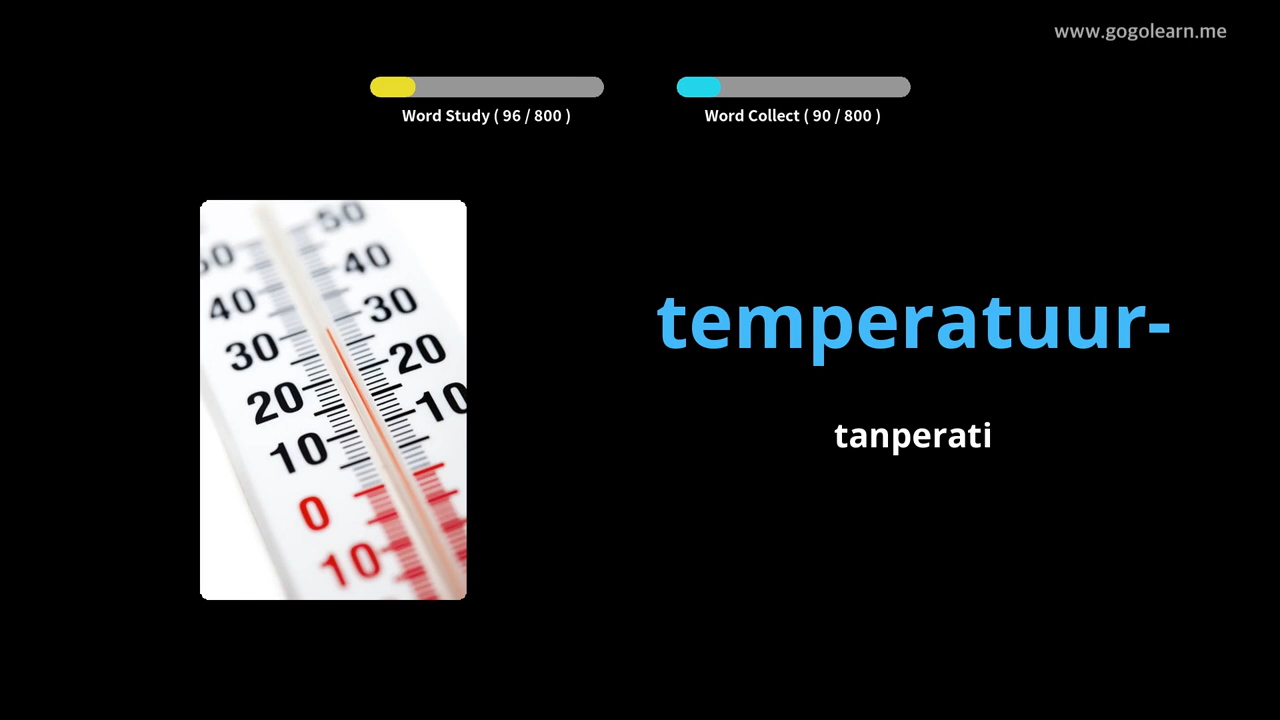 www.gogolearn.me
Word Study ( 96 / 800 )
Word Collect ( 90 / 800 )
50
50
40
40
30
30
20
20
10
10
0
10
temperatuur-
tanperati